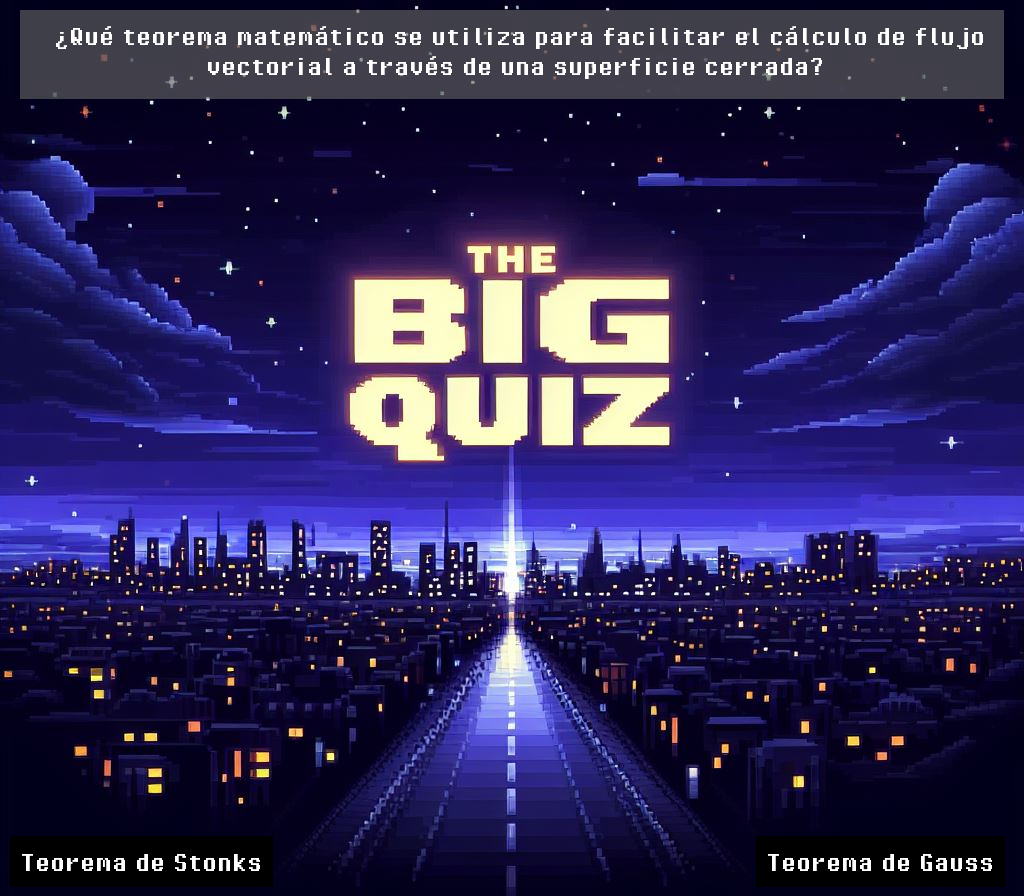 ¿Qué teorema matemático se utiliza para facilitar el cálculo de flujo
vectorial a través de una superficie cerrada?
THE
BIG
QUIZ
Teorema de Stonks
Teorema de Gauss